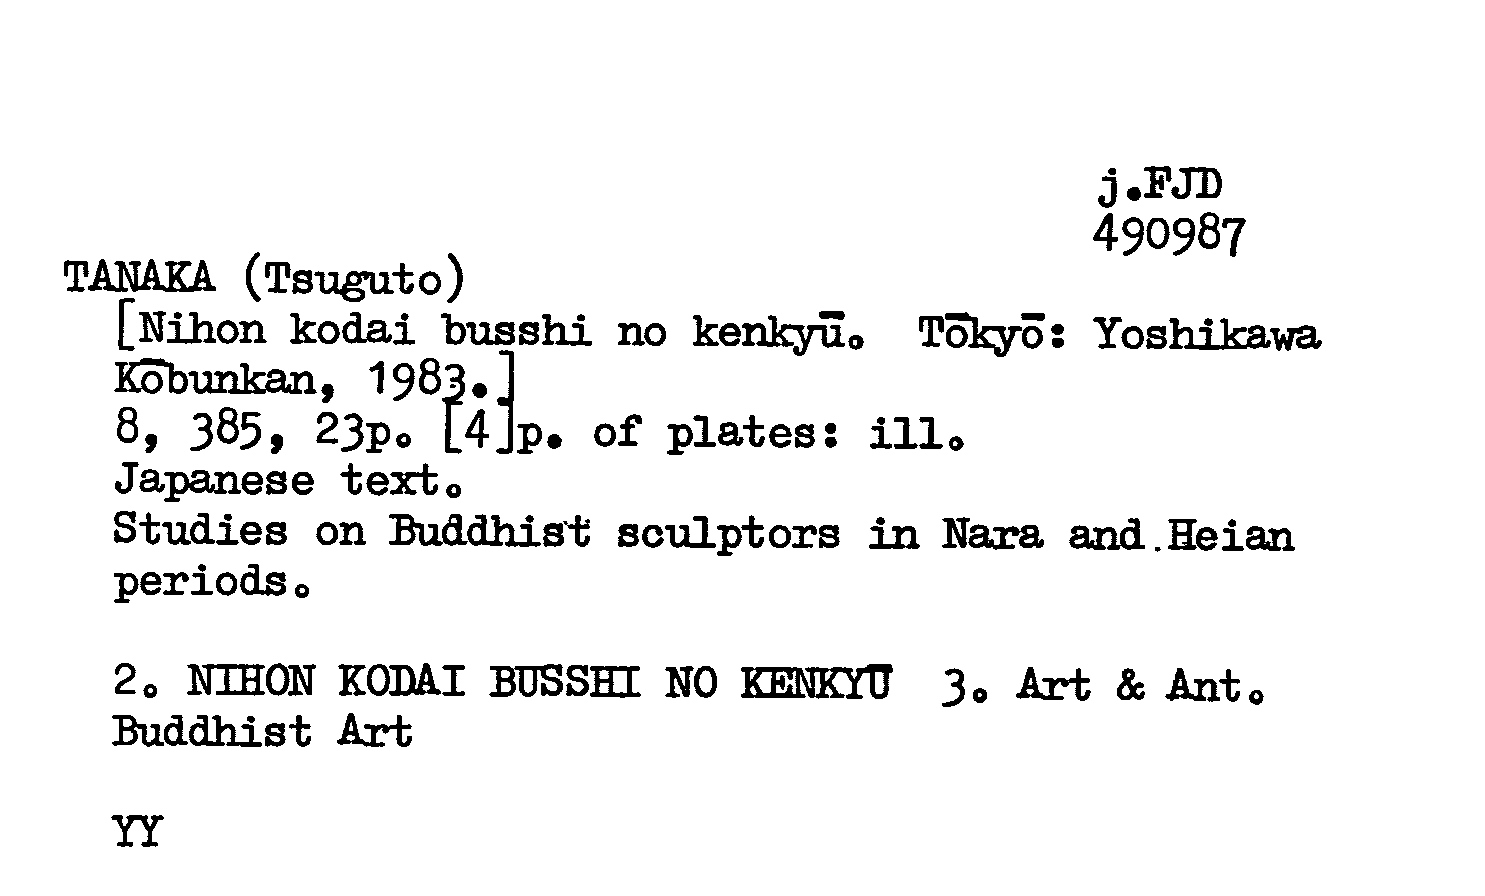 j.FJD
490987
TANAKA (Tsuguto)
[Nihon kodai busshi no kenkyū. Tōkyō: Yoshikawa
Kōbunkan, 1983.]
8, 385, 23p. [4]p. of plates: ill.
Japanese text.
Studies on Buddhist sculptors in Nara and Heian
periods.
2. NIHON KODAI BUSSHI NO KENKYŪ 3. Art & Ant.
Buddhist Art
YY